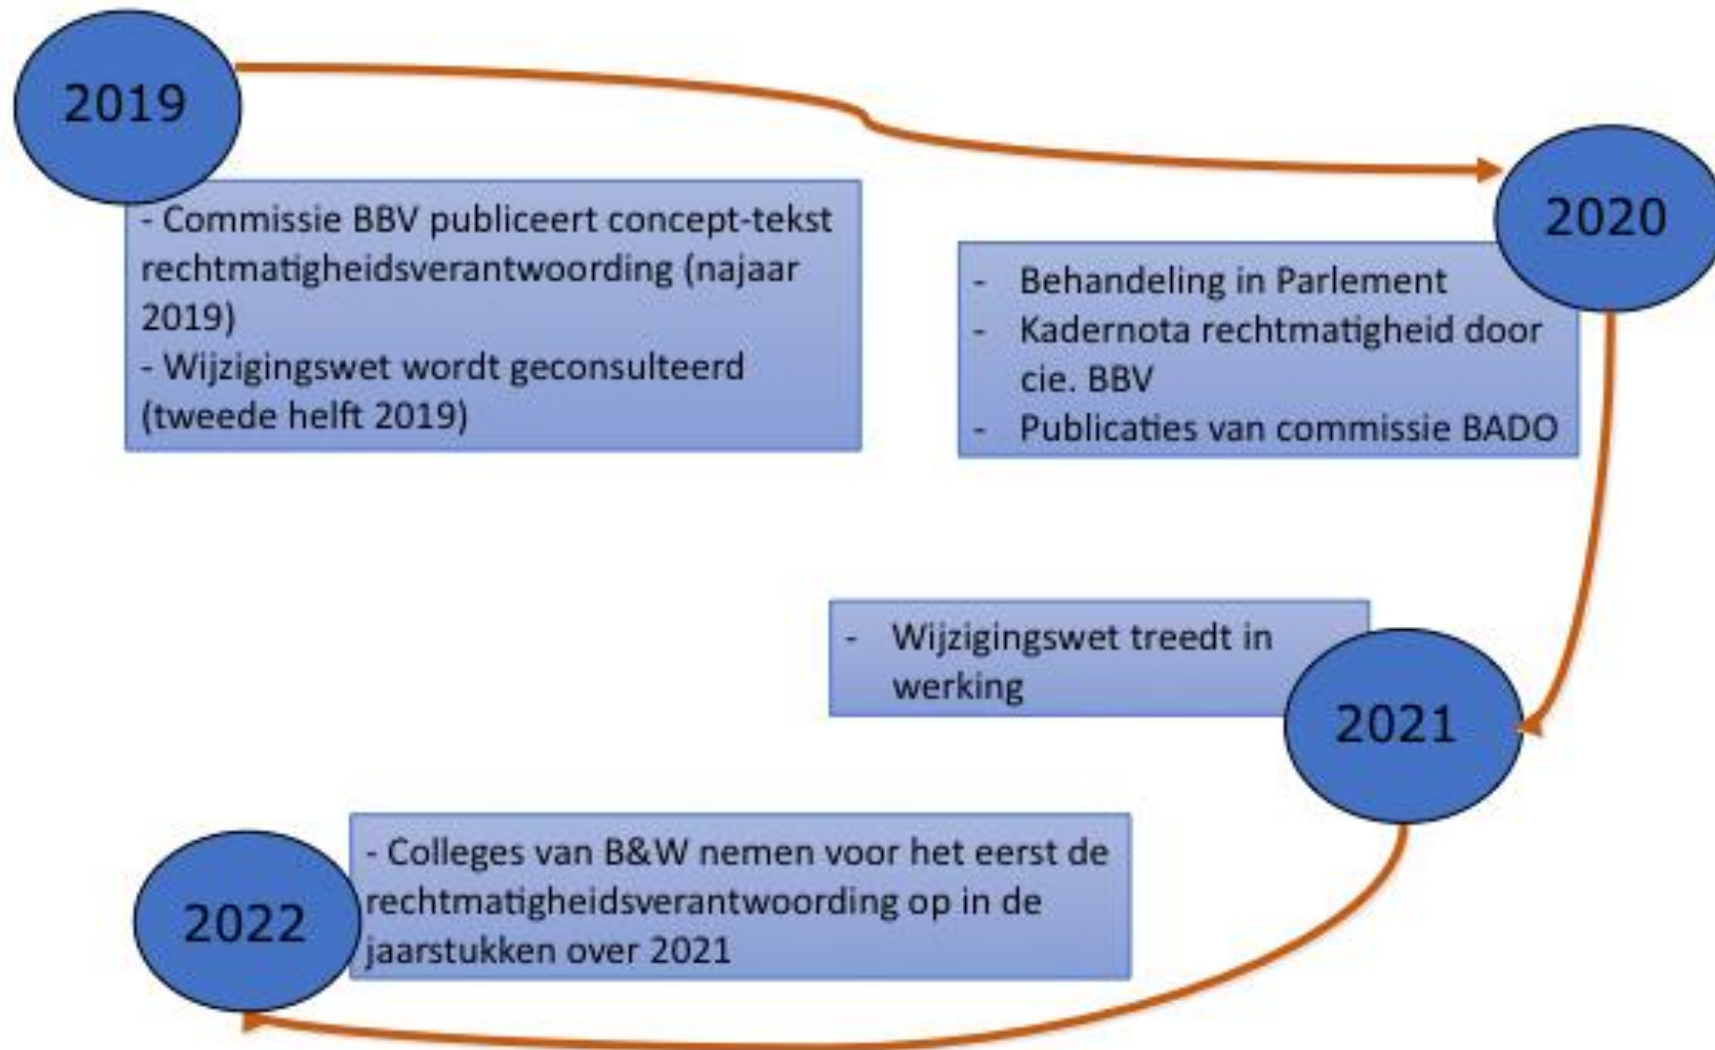 2019
- Commissie BBV publiceert concept-tekst
rechtmatigheidsverantwoording (najaar
2019)
- Wijzigingswet wordt geconsulteerd
(tweede helft 2019)
2020
- Behandeling in Parlement
- Kadernota rechtmatigheid door
cie. BBV
- Publicaties van commissie BADO
- Wijzigingswet treedt in
werking
2021
2022
- Colleges van B&W nemen voor het eerst de
rechtmatigheidsverantwoording op in de
jaarstukken over 2021